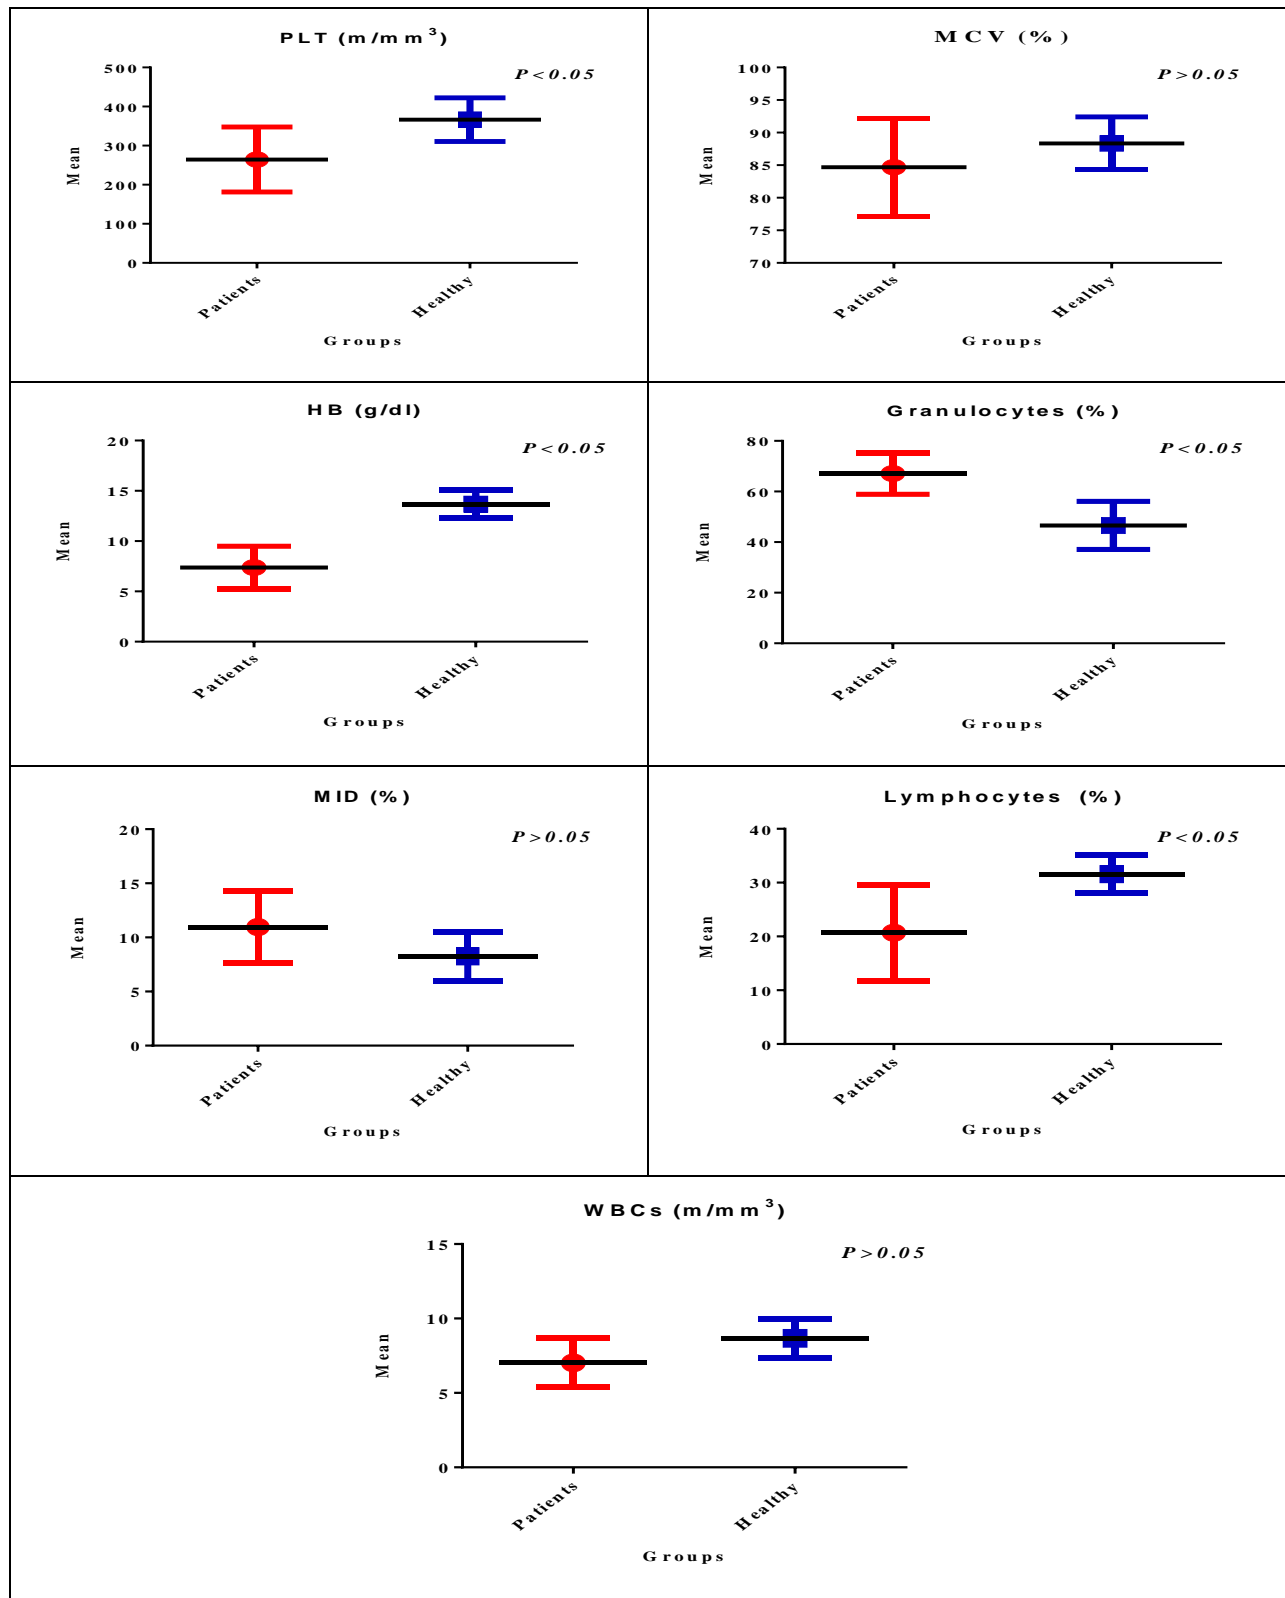 PLT (m/mm³)
P<0.05
500
400
300
200
100
0
Mean
Patients
Healthy
Groups
MCV (%)
P>0.05
100
95
90
85
80
75
70
Mean
Patients
Healthy
Groups
HB (g/dl)
P<0.05
20
15
10
5
0
Mean
Patients
Healthy
Groups
Granulocytes (%)
P<0.05
80
60
40
20
0
Mean
Patients
Healthy
Groups
MID (%)
P>0.05
20
15
10
5
0
Mean
Patients
Healthy
Groups
Lymphocytes (%)
P<0.05
40
30
20
10
0
Mean
Patients
Healthy
Groups
WBCs (m/mm³)
P>0.05
15
10
5
0
Mean
Patients
Healthy
Groups